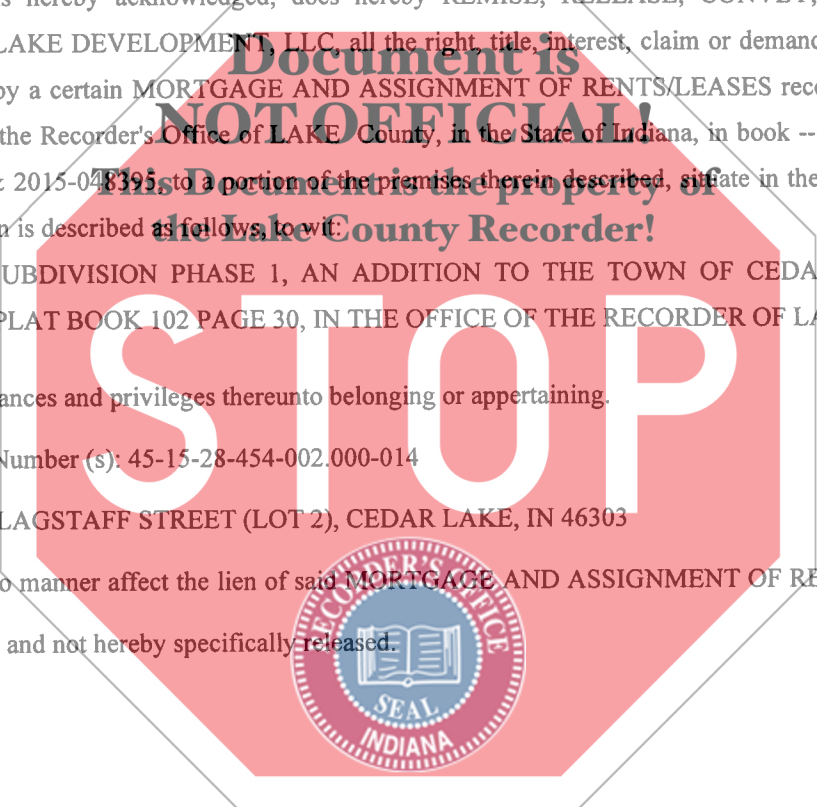 s hereby acknowledged, does hereby REMISE, RELEASE, CONVEY,
LAKE DEVELOPMENT, LLC, all the right, title, interest, claim or demand
Document is
by a certain MORTGAGE AND ASSIGNMENT OF RENTS/LEASES reco
NOT OFFICIAL!
the Recorder's Office of LAKE County, in the State of Indiana, in book --
This Document is the property of
2015-048395, to a portion of the premises therein described, situate in the
the Lake County Recorder!
n is described as follows, to wit:
UBDIVISION PHASE 1, AN ADDITION TO THE TOWN OF CEDA
PLAT BOOK 102 PAGE 30, IN THE OFFICE OF THE RECORDER OF LA
STOP
ances and privileges thereunto belonging or appertaining.
Number (s): 45-15-28-454-002.000-014
LAGSTAFF STREET (LOT 2), CEDAR LAKE, IN 46303
o manner affect the lien of said MORTGAGE AND ASSIGNMENT OF RE
and not hereby specifically released.
RECORDER'S OFFICE
SEAL
INDIANA